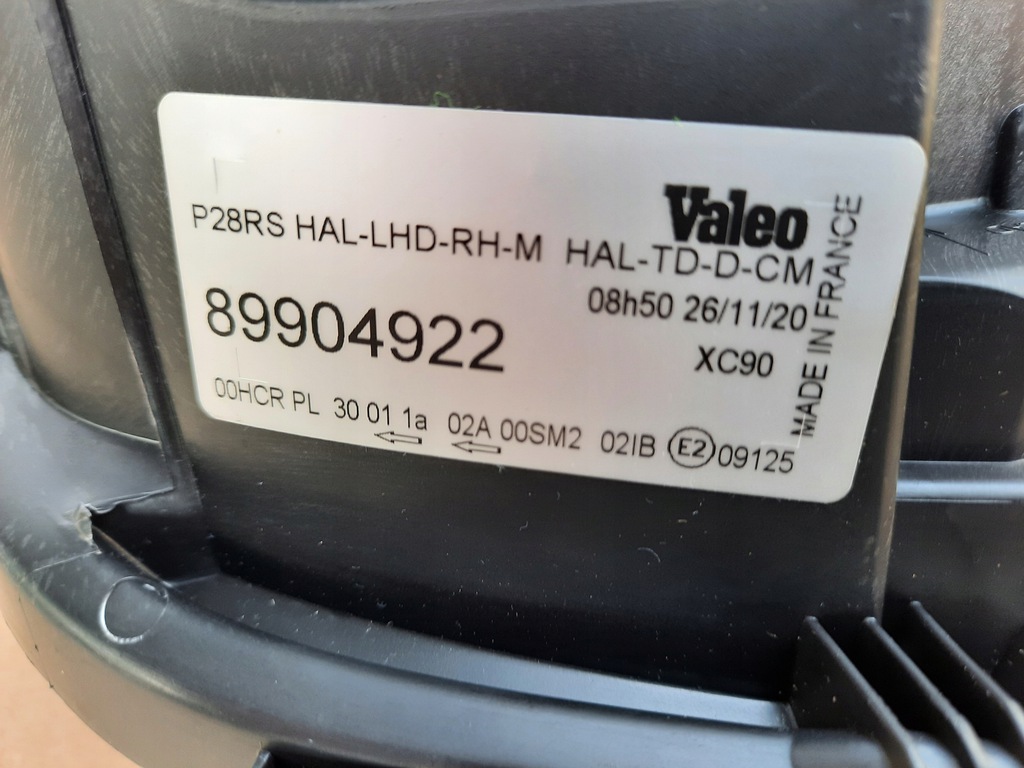 Valeo
P28RS HAL-LHD-RH-M HAL-TD-D-CM
89904922
08h50 26/11/20
XC90
00HCR PL 30 01 1a 02A 00SM2 02IB E2 09125
MADE IN FRANCE